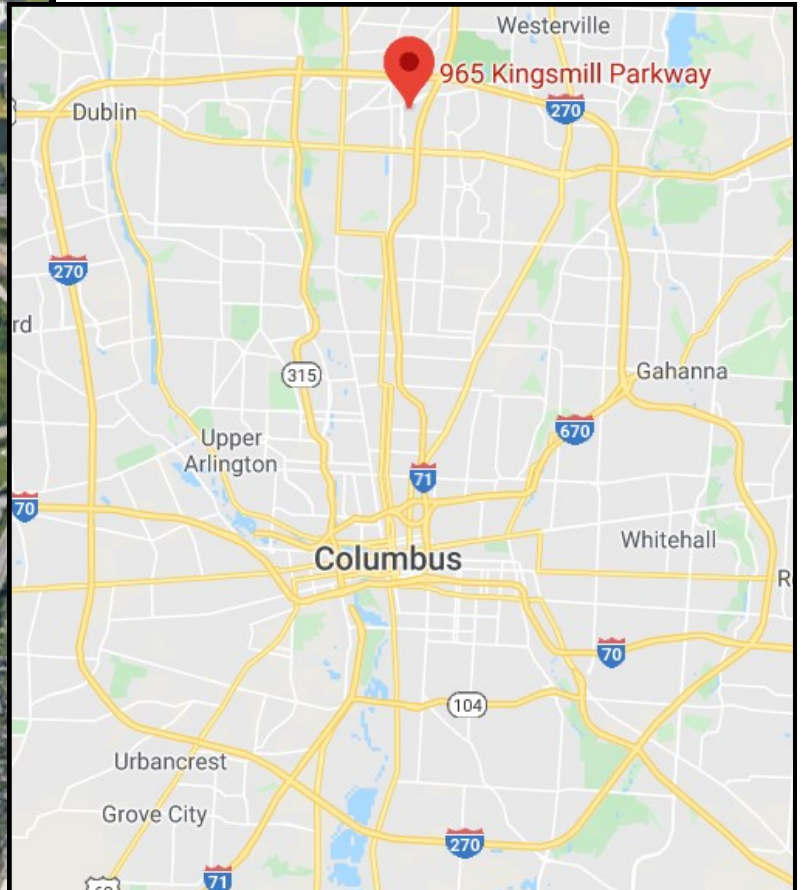 Westerville
965 Kingsmill Parkway
270
Dublin
270
rd
315
Gahanna
Upper
Arlington
670
71
70
Whitehall
Columbus
R
70
104
Urbancrest
Grove City
270
71